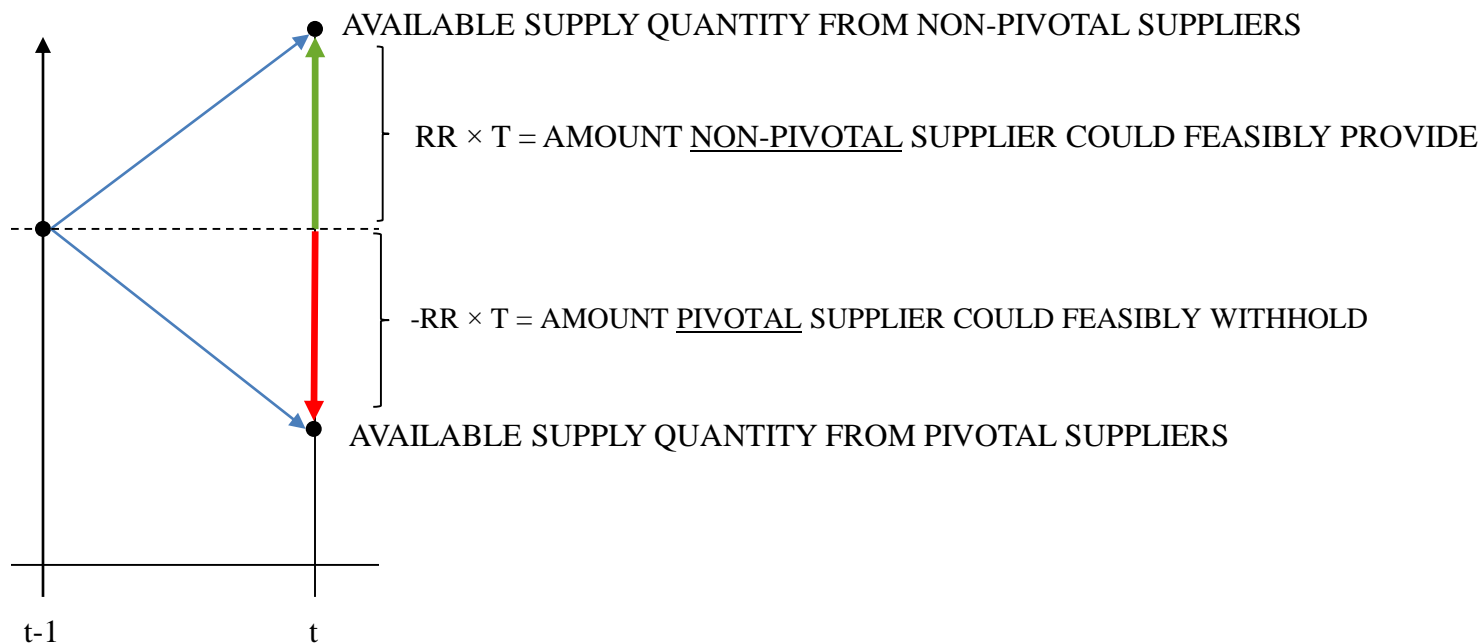 AVAILABLE SUPPLY QUANTITY FROM NON-PIVOTAL SUPPLIERS
RR × T = AMOUNT NON-PIVOTAL SUPPLIER COULD FEASIBLY PROVIDE
-RR × T = AMOUNT PIVOTAL SUPPLIER COULD FEASIBLY WITHHOLD
AVAILABLE SUPPLY QUANTITY FROM PIVOTAL SUPPLIERS
t-1 t